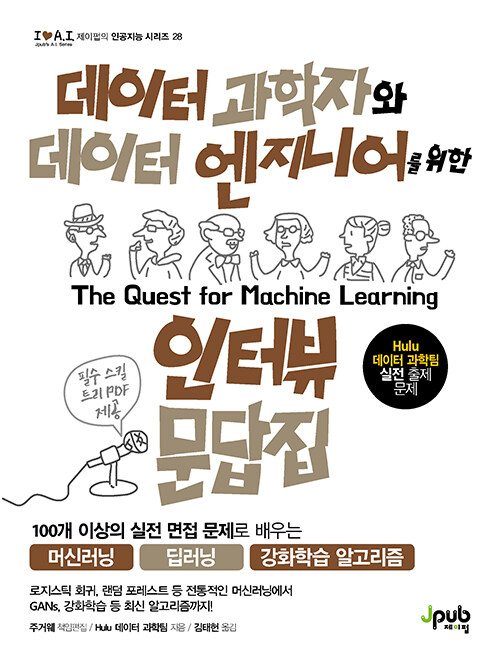 I♥A.I. 제이펍의 인공지능 시리즈 28
Jpub's A.I. Series
데이터 과학자와
데이터 엔지니어를 위한
The Quest for Machine Learning
인터뷰
문답집
Hulu
데이터 과학팀
실전 출제
문제
필수 스킬
트리 PDF
제공
100개 이상의 실전 면접 문제로 배우는
머신러닝 딥러닝 강화학습 알고리즘
로지스틱 회귀, 랜덤 포레스트 등 전통적인 머신러닝에서
GANs, 강화학습 등 최신 알고리즘까지!
주거웨 책임편집 / Hulu 데이터 과학팀 지음 / 김태헌 옮김
Jpub
제이펍